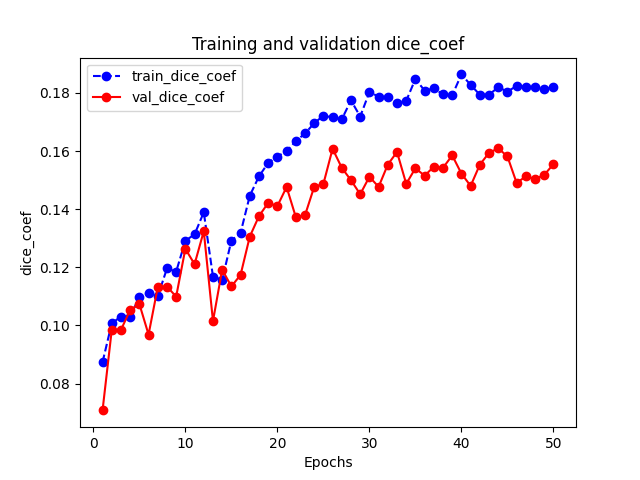 Training and validation dice_coef
train_dice_coef
val_dice_coef
dice_coef
0.18
0.16
0.14
0.12
0.10
0.08
0 10 20 30 40 50
Epochs